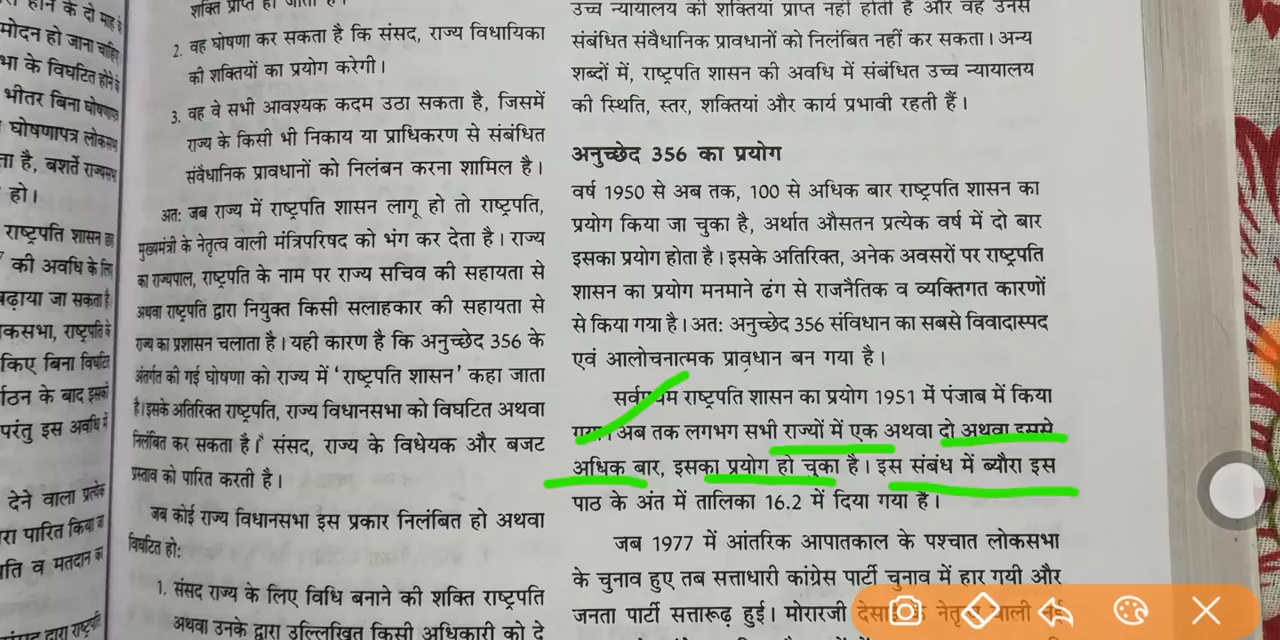 शक्ति प्राप्त हो जाती है।
2. वह घोषणा कर सकता है कि संसद, राज्य विधायिका
की शक्तियों का प्रयोग करेगी।
3. वह वे सभी आवश्यक कदम उठा सकता है, जिसमें
राज्य के किसी भी निकाय या प्राधिकरण से संबंधित
संवैधानिक प्रावधानों को निलंबन करना शामिल है।
अत: जब राज्य में राष्ट्रपति शासन लागू हो तो राष्ट्रपति,
मुख्यमंत्री के नेतृत्व वाली मंत्रिपरिषद को भंग कर देता है। राज्य
का राज्यपाल, राष्ट्रपति के नाम पर राज्य सचिव की सहायता से
अथवा राष्ट्रपति द्वारा नियुक्त किसी सलाहकार की सहायता से
राज्य का प्रशासन चलाता है। यही कारण है कि अनुच्छेद 356 के
अंतर्गत की गई घोषणा को राज्य में ‘राष्ट्रपति शासन’ कहा जाता
है। इसके अतिरिक्त राष्ट्रपति, राज्य विधानसभा को विघटित अथवा
निलंबित कर सकता है। संसद, राज्य के विधेयक और बजट
प्रस्ताव को पारित करती है।
जब कोई राज्य विधानसभा इस प्रकार निलंबित हो अथवा
विघटित हो:
1. संसद राज्य के लिए विधि बनाने की शक्ति राष्ट्रपति
अथवा उनके द्वारा उल्लिखित किसी अधिकारी को दे
उच्च न्यायालय की शक्तियां प्राप्त नहीं होती हैं और वह उनसे
संबंधित संवैधानिक प्रावधानों को निलंबित नहीं कर सकता। अन्य
शब्दों में, राष्ट्रपति शासन की अवधि में संबंधित उच्च न्यायालय
की स्थिति, स्तर, शक्तियां और कार्य प्रभावी रहती हैं।
अनुच्छेद 356 का प्रयोग
वर्ष 1950 से अब तक, 100 से अधिक बार राष्ट्रपति शासन का
प्रयोग किया जा चुका है, अर्थात औसतन प्रत्येक वर्ष में दो बार
इसका प्रयोग होता है। इसके अतिरिक्त, अनेक अवसरों पर राष्ट्रपति
शासन का प्रयोग मनमाने ढंग से राजनैतिक व व्यक्तिगत कारणों
से किया गया है। अत: अनुच्छेद 356 संविधान का सबसे विवादास्पद
एवं आलोचनात्मक प्रावधान बन गया है।
सर्वप्रथम राष्ट्रपति शासन का प्रयोग 1951 में पंजाब में किया
गया। अब तक लगभग सभी राज्यों में एक अथवा दो अथवा इससे
अधिक बार, इसका प्रयोग हो चुका है। इस संबंध में ब्यौरा इस
पाठ के अंत में तालिका 16.2 में दिया गया है।
जब 1977 में आंतरिक आपातकाल के पश्चात लोकसभा
के चुनाव हुए तब सत्ताधारी कांग्रेस पार्टी चुनाव में हार गयी और
जनता पार्टी सत्तारूढ़ हुई। मोरारजी देसाई के नेतृत्व वाली